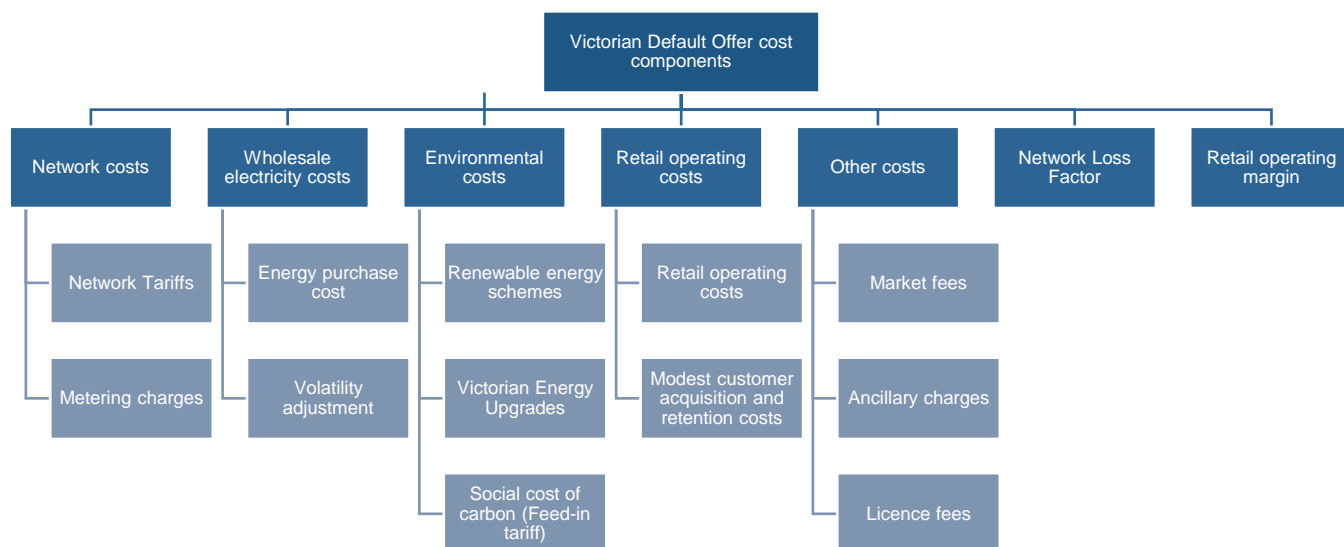 Victorian Default Offer cost
components
Network costs
Wholesale
electricity costs
Environmental
costs
Retail operating
costs
Other costs
Network Loss
Factor
Retail operating
margin
Network Tariffs
Energy purchase
cost
Renewable energy
schemes
Retail operating
costs
Market fees
Metering charges
Volatility
adjustment
Victorian Energy
Upgrades
Modest customer
acquisition and
retention costs
Ancillary charges
Social cost of
carbon (Feed-in
tariff)
Licence fees